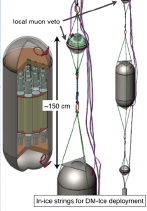 local muon veto
~150 cm
In-ice strings for DM-Ice deployment